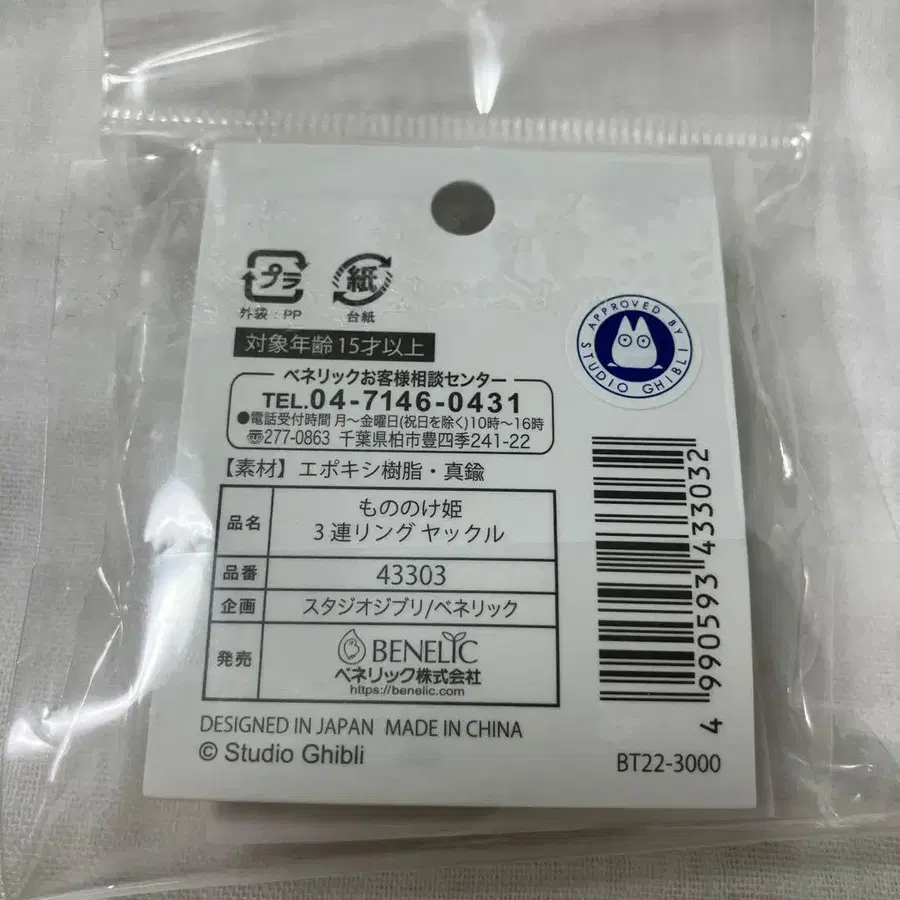 プラ
紙
外装:PP
台紙
対象年齢15才以上
ベネリックお客様相談センター
TEL.04-7146-0431
●電話受付時間 月〜金曜日(祝日を除く)10時〜16時
〠277-0863 千葉県柏市豊四季241-22
【素材】エポキシ樹脂・真鍮
品名 もののけ姫
3連リング ヤックル
品番 43303
企画 スタジオジブリ/ベネリック
発売 BENELIC
ベネリック株式会社
https://benelic.com
DESIGNED IN JAPAN MADE IN CHINA
© Studio Ghibli
APPROVED BY
STUDIO GHIBLI
4 990593 433032
BT22-3000